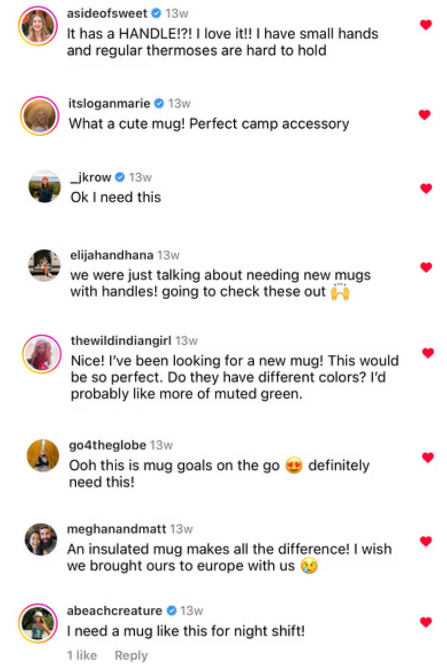 asideofsweet 13w
It has a HANDLE!?! I love it!! I have small hands
and regular thermoses are hard to hold
itsloganmarie 13w
What a cute mug! Perfect camp accessory
_jkrow 13w
Ok I need this
elijahandhana 13w
we were just talking about needing new mugs
with handles! going to check these out 🙌
thewildindiangirl 13w
Nice! I've been looking for a new mug! This would
be so perfect. Do they have different colors? I'd
probably like more of muted green.
go4theglobe 13w
Ooh this is mug goals on the go 😍 definitely
need this!
meghanandmatt 13w
An insulated mug makes all the difference! I wish
we brought ours to europe with us 😢
abeachcreature 13w
I need a mug like this for night shift!
1 like Reply